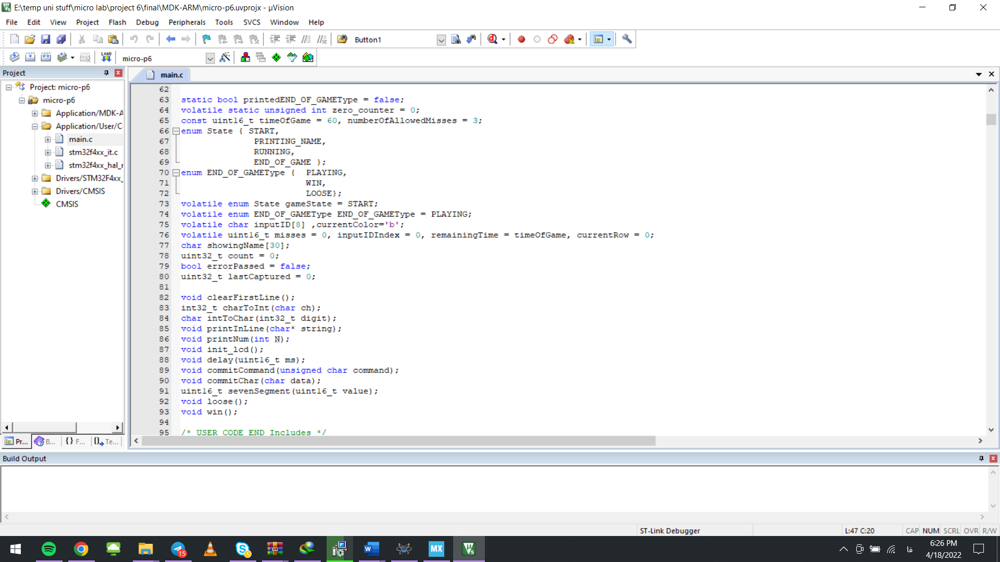 E:\temp uni stuff\micro lab\project 6\final\MDK-ARM\micro-p6.uvprojx - µVision
File Edit View Project Flash Debug Peripherals Tools SVCS Window Help
Button1
LOAD micro-p6
Project
main.c
Project: micro-p6
micro-p6
Application/MDK-A
Application/User/C
main.c
stm32f4xx_it.c
stm32f4xx_hal_r
Drivers/STM32F4xx_
Drivers/CMSIS
CMSIS
Pr... B... {} F... Te...
62
63 static bool printedEND_OF_GAMEType = false;
64 volatile static unsigned int zero_counter = 0;
65 const uint16_t timeOfGame = 60, numberOfAllowedMisses = 3;
66 enum State { START,
67 PRINTING_NAME,
68 RUNNING,
69 END_OF_GAME };
70 enum END_OF_GAMEType { PLAYING,
71 WIN,
72 LOOSE};
73 volatile enum State gameState = START;
74 volatile enum END_OF_GAMEType END_OF_GAMEType = PLAYING;
75 volatile char inputID[8] ,currentColor='b';
76 volatile uint16_t misses = 0, inputIDIndex = 0, remainingTime = timeOfGame, currentRow = 0;
77 char showingName[30];
78 uint32_t count = 0;
79 bool errorPassed = false;
80 uint32_t lastCaptured = 0;
81
82 void clearFirstLine();
83 int32_t charToInt(char ch);
84 char intToChar(int32_t digit);
85 void printInLine(char* string);
86 void printNum(int N);
87 void init_lcd();
88 void delay(uint16_t ms);
89 void commitCommand(unsigned char command);
90 void commitChar(char data);
91 uint16_t sevenSegment(uint16_t value);
92 void loose();
93 void win();
94
95 /* USER CODE END Includes */
Build Output
ST-Link Debugger L:47 C:20 CAP NUM SCRL OVR R/W
15 W MX فا 6:26 PM
4/18/2022